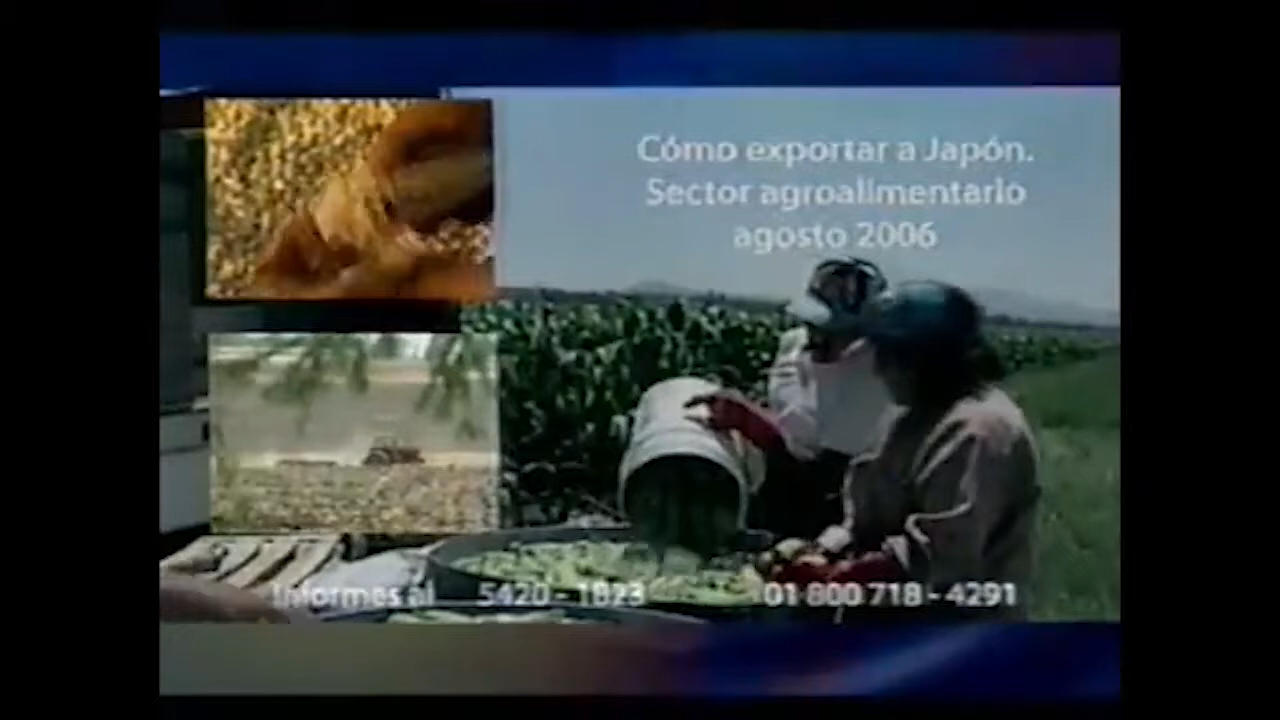 Cómo exportar a Japón.
Sector agroalimentario
agosto 2006
Informes al 5420 - 1823 01 800 718 - 4291